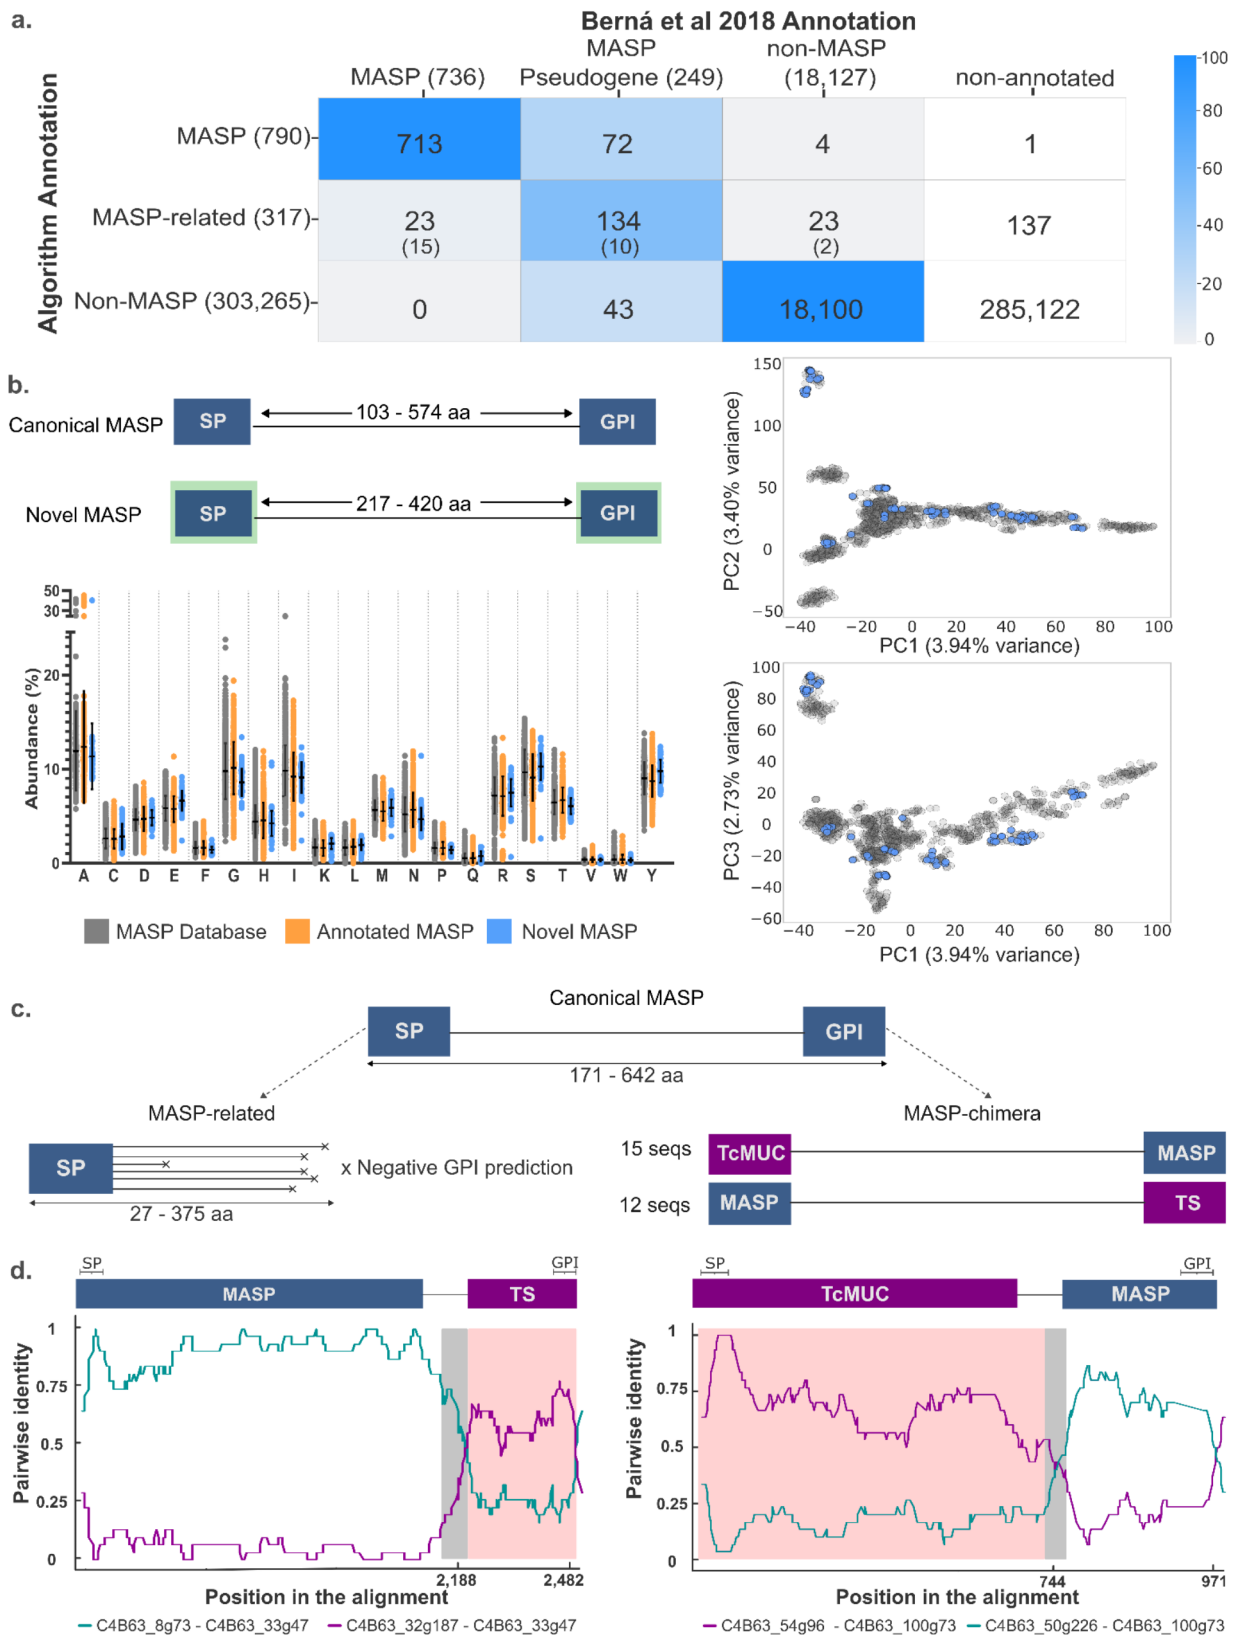 a.
Berná et al 2018 Annotation
MASP (736)
MASP
Pseudogene (249)
non-MASP
(18,127)
non-annotated
Algorithm Annotation
MASP (790)
713
72
4
1
MASP-related (317)
23
(15)
134
(10)
23
(2)
137
Non-MASP (303,265)
0
43
18,100
285,122
100
80
60
40
20
0
b.
Canonical MASP
SP
103 - 574 aa
GPI
Novel MASP
SP
217 - 420 aa
GPI
Abundance (%)
50
30
20
10
0
A C D E F G H I K L M N P Q R S T V W Y
MASP Database
Annotated MASP
Novel MASP
PC2 (3.40% variance)
150
100
50
0
−50
−40 −20 0 20 40 60 80 100
PC1 (3.94% variance)
PC3 (2.73% variance)
100
80
60
40
20
0
−20
−40
−60
−40 −20 0 20 40 60 80 100
PC1 (3.94% variance)
c.
Canonical MASP
SP
GPI
171 - 642 aa
MASP-related
SP
x Negative GPI prediction
27 - 375 aa
MASP-chimera
15 seqs
TcMUC
MASP
12 seqs
MASP
TS
d.
SP
GPI
MASP
TS
Pairwise identity
1
0.75
0.5
0.25
0
2,188
2,482
Position in the alignment
C4B63_8g73 - C4B63_33g47
C4B63_32g187 - C4B63_33g47
SP
GPI
TcMUC
MASP
Pairwise identity
1
0.75
0.5
0.25
0
744
971
Position in the alignment
C4B63_54g96 - C4B63_100g73
C4B63_50g226 - C4B63_100g73